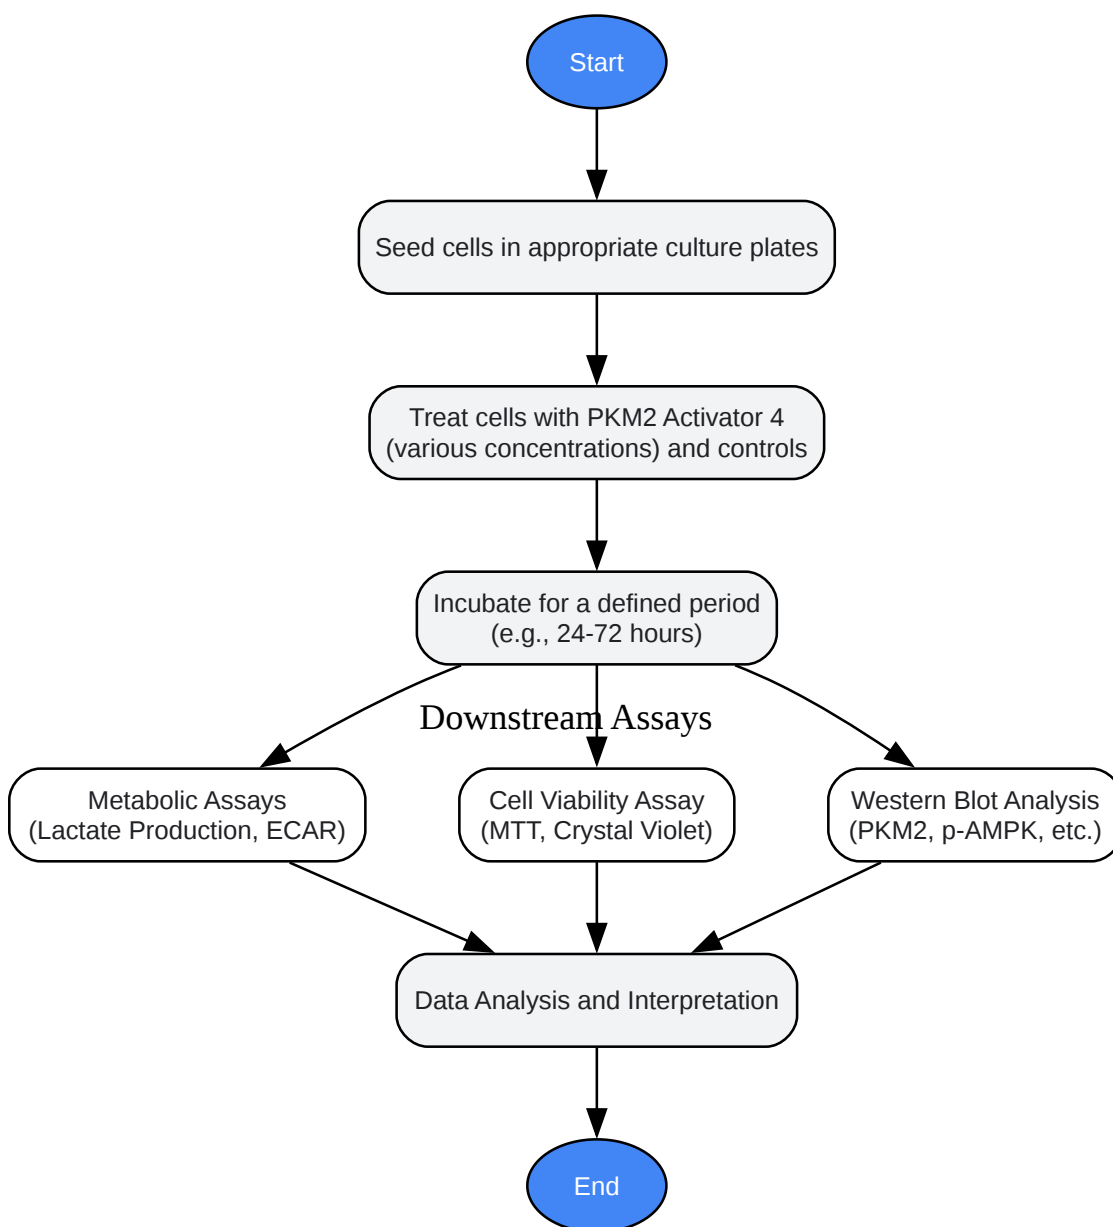 Start
Seed cells in appropriate culture plates
Treat cells with PKM2 Activator 4
(various concentrations) and controls
Incubate for a defined period
(e.g., 24-72 hours)
Downstream Assays
Metabolic Assays
(Lactate Production, ECAR)
Cell Viability Assay
(MTT, Crystal Violet)
Western Blot Analysis
(PKM2, p-AMPK, etc.)
Data Analysis and Interpretation
End